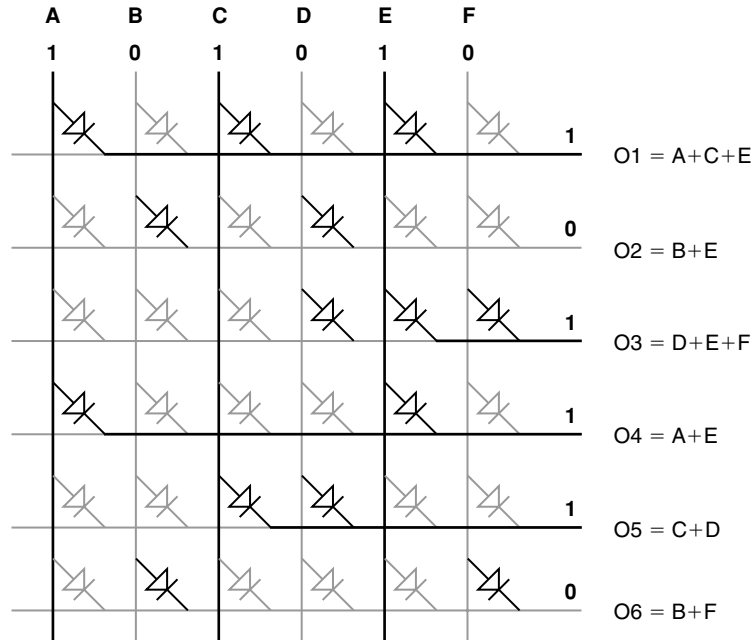 A B C D E F
1 0 1 0 1 0
1
O1 = A+C+E
0
O2 = B+E
1
O3 = D+E+F
1
O4 = A+E
1
O5 = C+D
0
O6 = B+F